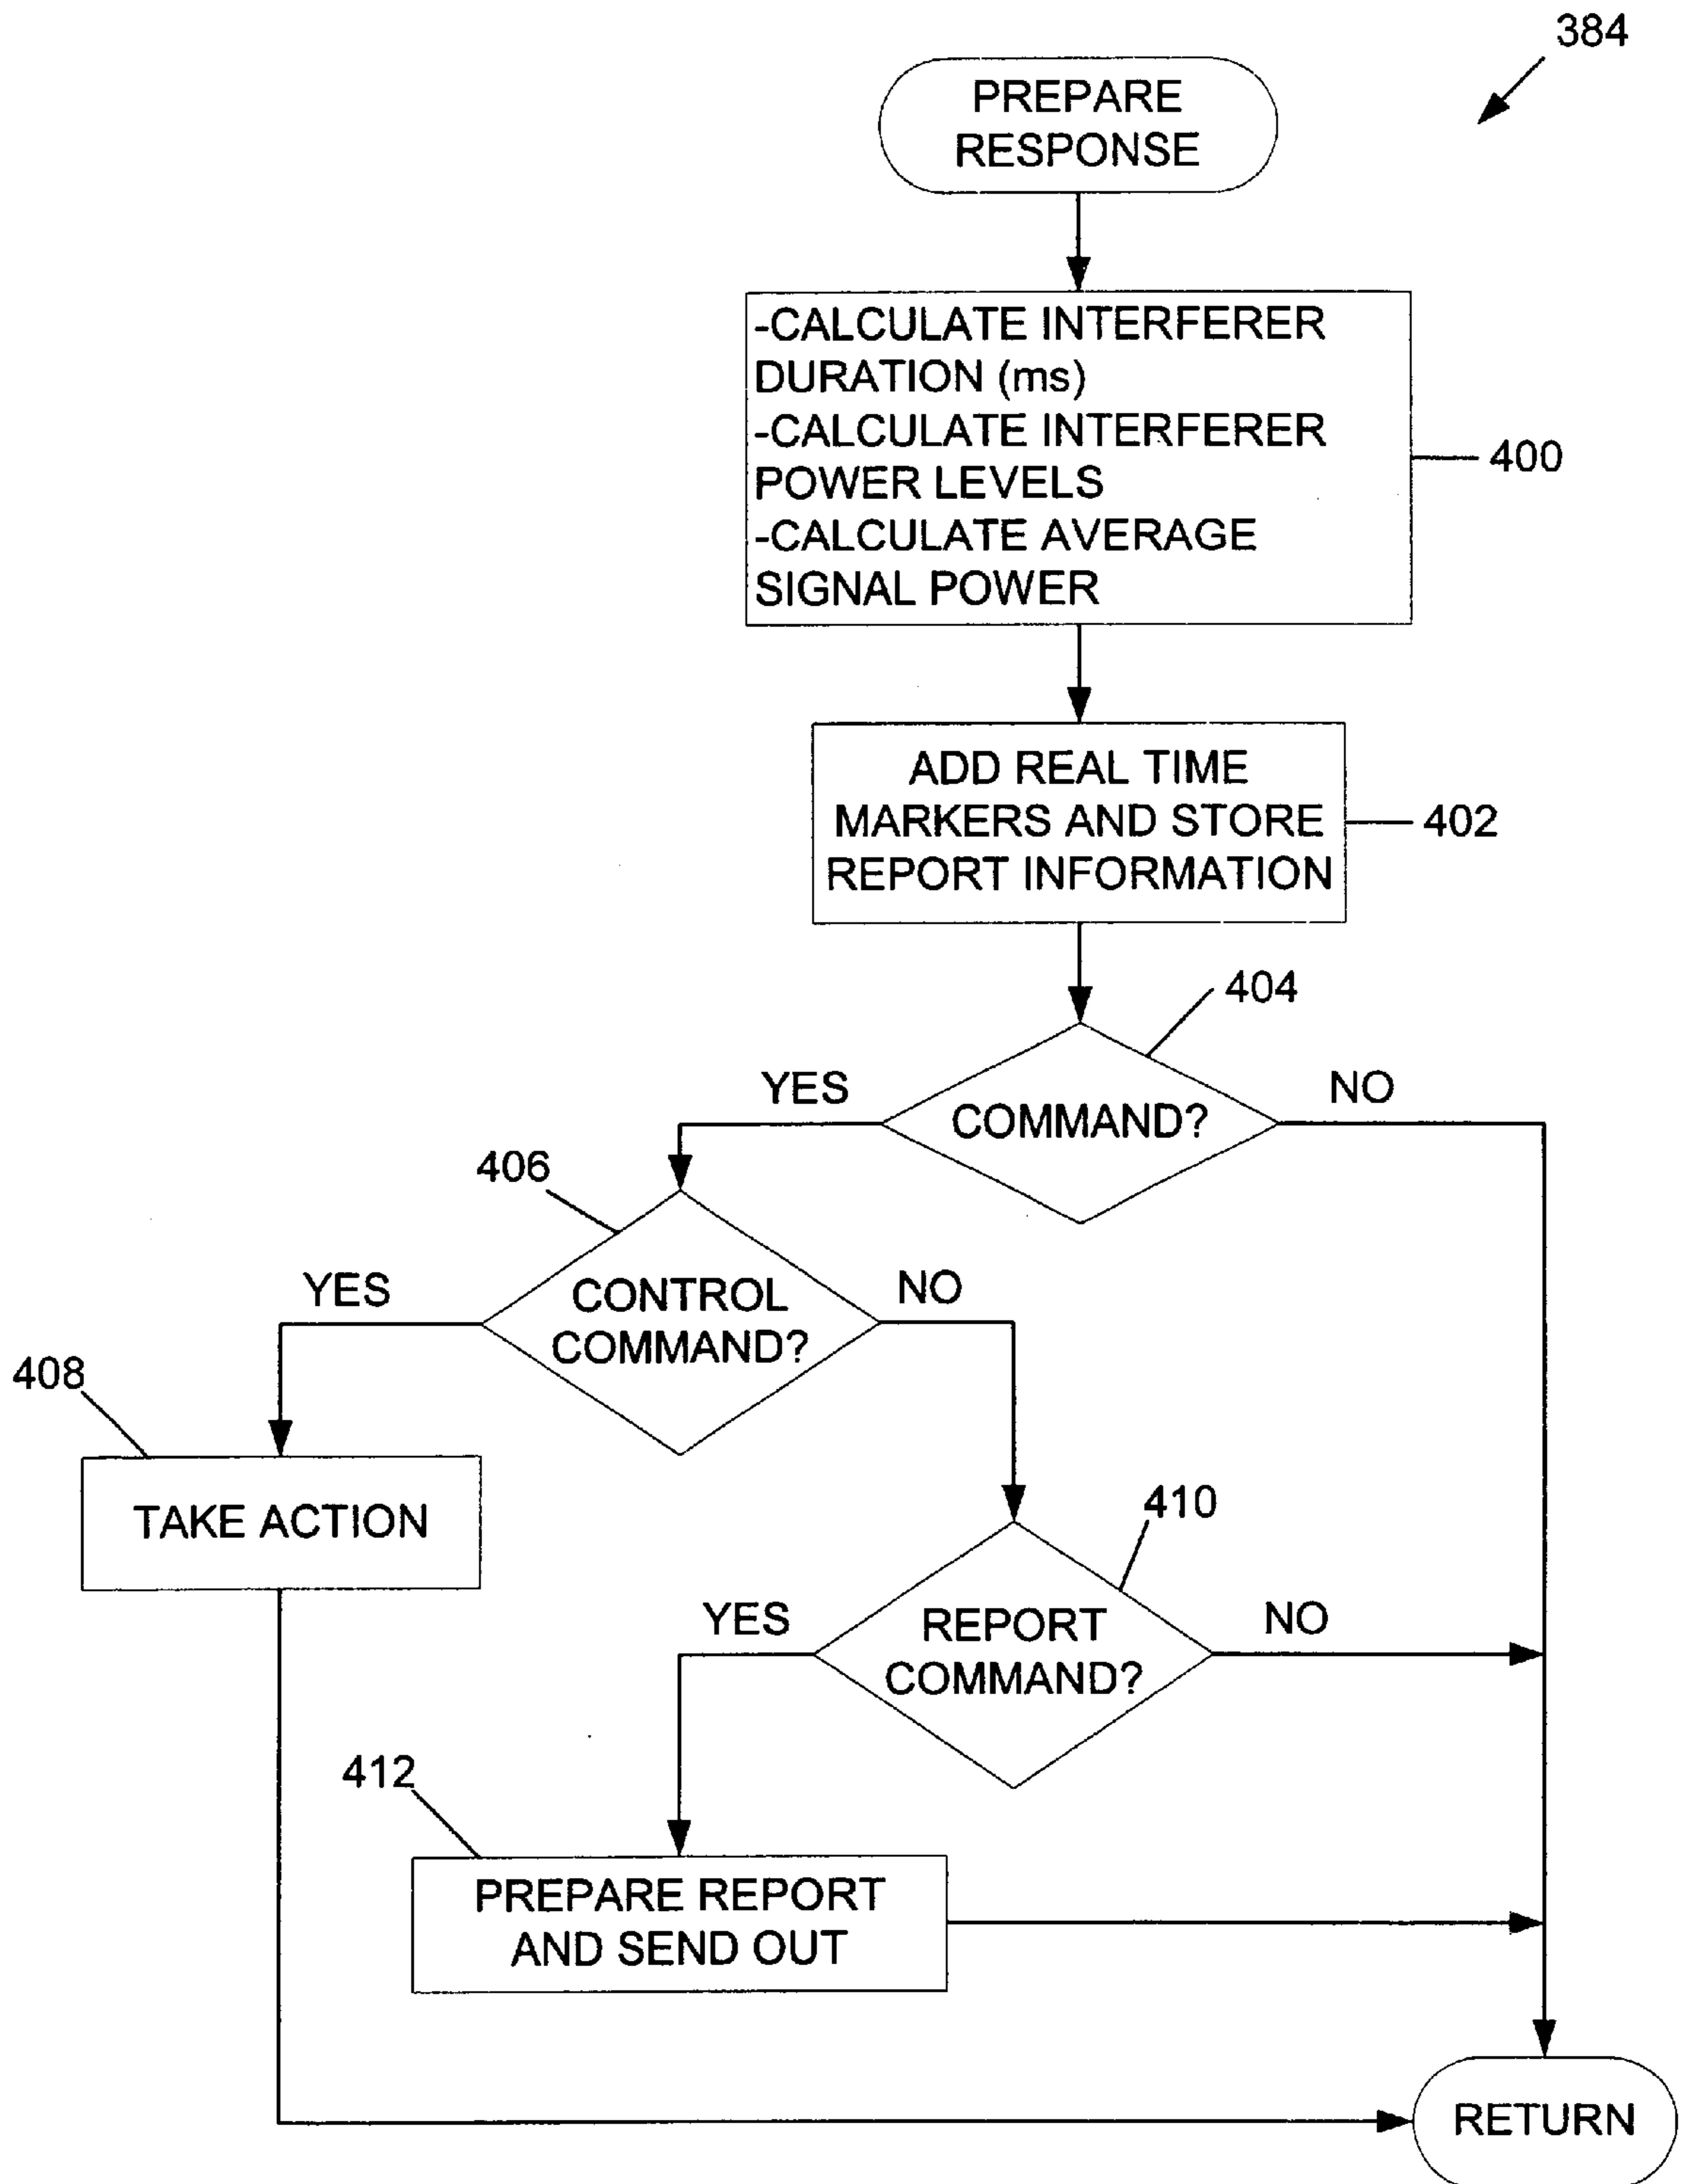 384
PREPARE
RESPONSE
-CALCULATE INTERFERER
DURATION (ms)
-CALCULATE INTERFERER
POWER LEVELS
-CALCULATE AVERAGE
SIGNAL POWER
400
ADD REAL TIME
MARKERS AND STORE
REPORT INFORMATION
402
404
YES
COMMAND?
NO
406
YES
CONTROL
COMMAND?
NO
408
TAKE ACTION
410
YES
REPORT
COMMAND?
NO
412
PREPARE REPORT
AND SEND OUT
RETURN